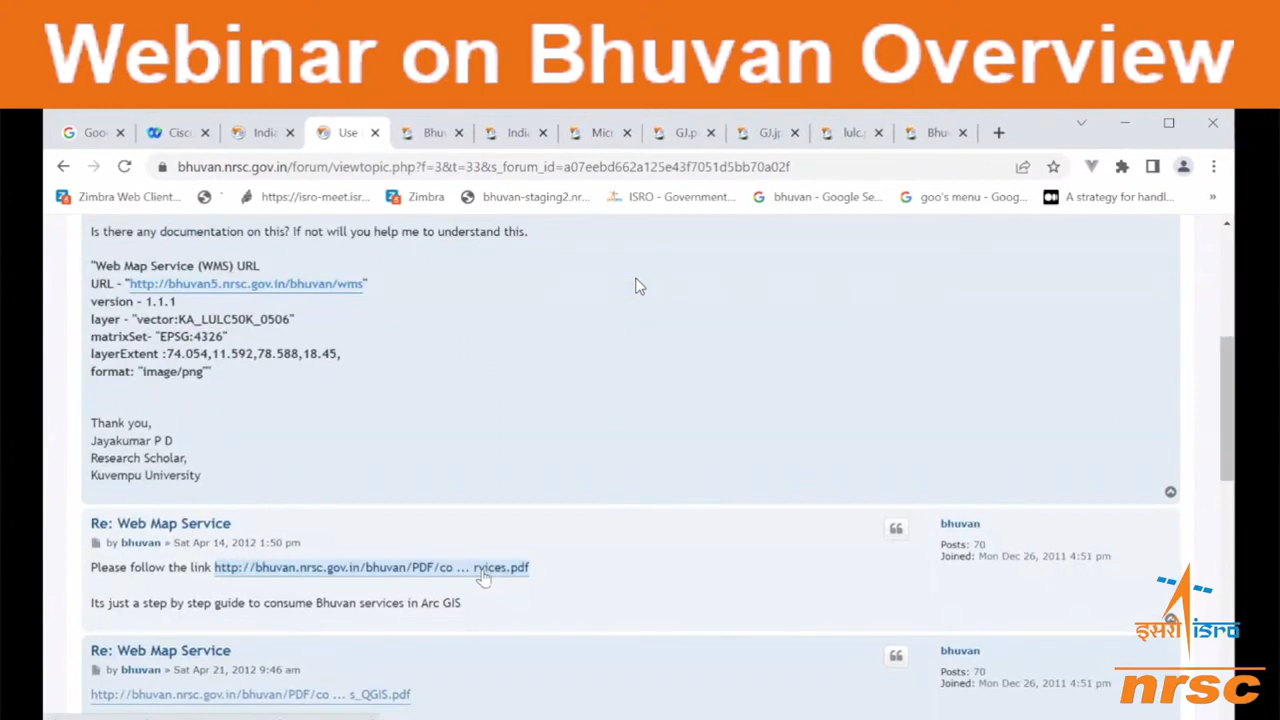 Webinar on Bhuvan Overview
Goo
Cisco
India
Use
Bhuv
India
Micr
GJ.p
GJ.j
lulc.
Bhuv
bhuvan.nrsc.gov.in/forum/viewtopic.php?f=3&t=33&s_forum_id=a07eebd662a125e43f7051d5bb70a02f
Zimbra Web Client...
https://isro-meet.isr...
Zimbra
bhuvan-staging2.nr...
ISRO - Government...
bhuvan - Google Se...
goo's menu - Goog...
A strategy for handl...
»
Is there any documentation on this? If not will you help me to understand this.
"Web Map Service (WMS) URL
URL - "http://bhuvan5.nrsc.gov.in/bhuvan/wms"
version - 1.1.1
layer - "vector:KA_LULC50K_0506"
matrixSet- "EPSG:4326"
layerExtent :74.054,11.592,78.588,18.45,
format: "image/png""
Thank you,
Jayakumar P D
Research Scholar,
Kuvempu University
Re: Web Map Service
by bhuvan » Sat Apr 14, 2012 1:50 pm
Please follow the link http://bhuvan.nrsc.gov.in/bhuvan/PDF/co ... rvices.pdf
Its just a step by step guide to consume Bhuvan services in Arc GIS
bhuvan
Posts: 70
Joined: Mon Dec 26, 2011 4:51 pm
Re: Web Map Service
by bhuvan » Sat Apr 21, 2012 9:46 am
http://bhuvan.nrsc.gov.in/bhuvan/PDF/co ... s_QGIS.pdf
bhuvan
Posts: 70
Joined: Mon Dec 26, 2011 4:51 pm
इसरो isro
nrsc